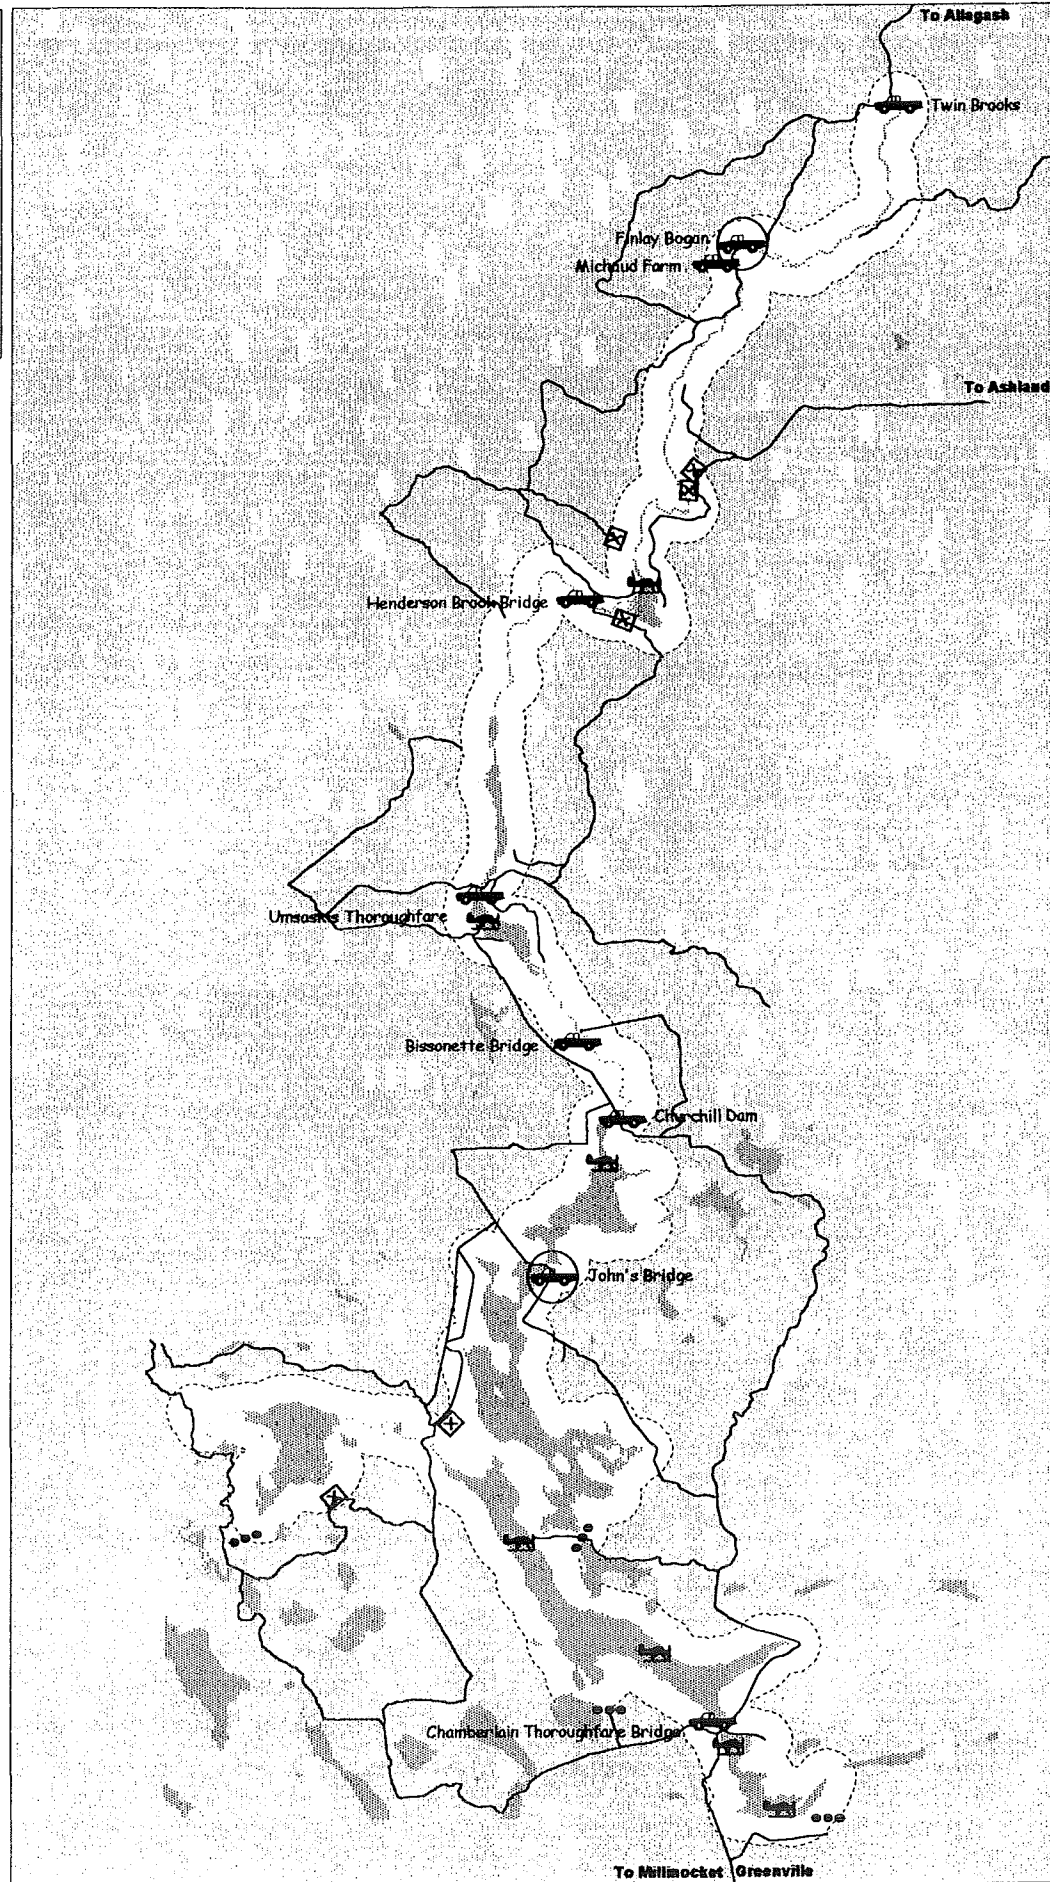 To Allagash
Twin Brooks
Finlay Bogan
Michaud Farm
To Ashland
Henderson Brook Bridge
Umsaskis Thoroughfare
Bissonette Bridge
Churchill Dam
John's Bridge
Chamberlain Thoroughfare Bridge
To Millinocket Greenville